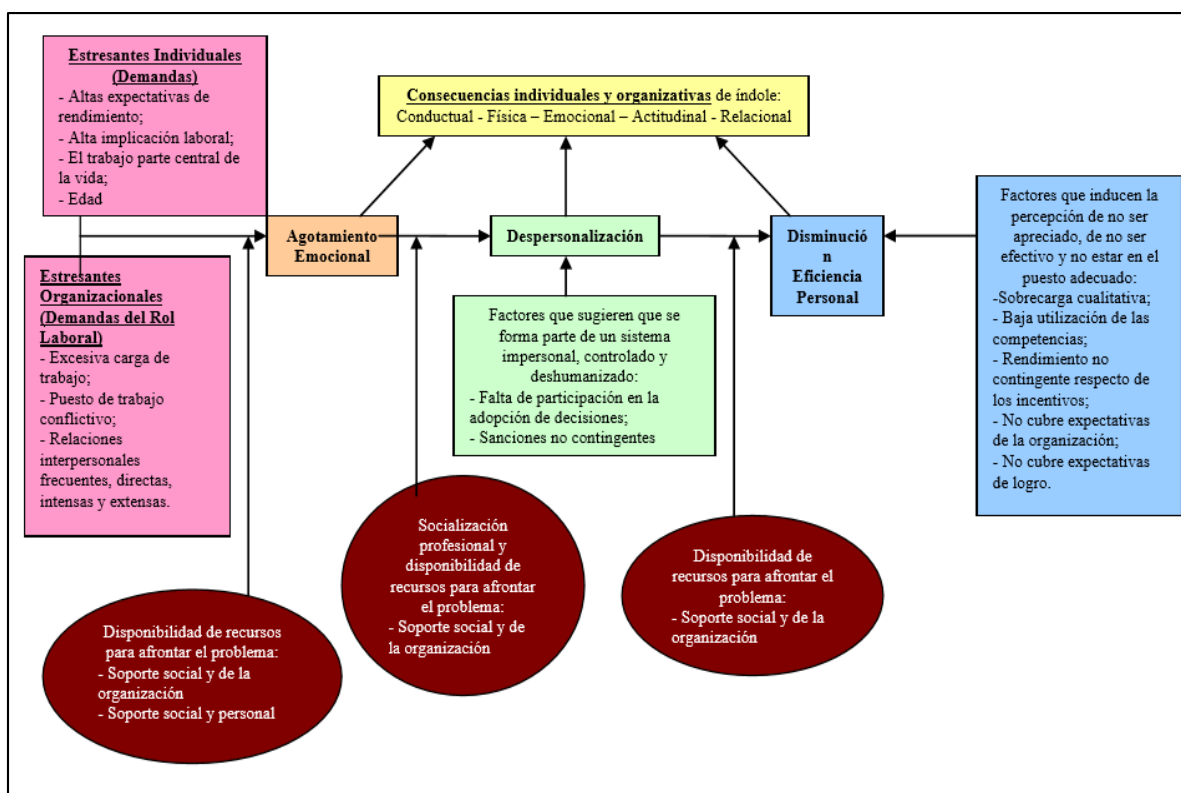 Estresantes Individuales
(Demandas)
- Altas expectativas de
rendimiento;
- Alta implicación laboral;
- El trabajo parte central de
la vida;
- Edad
Consecuencias individuales y organizativas de índole:
Conductual - Física – Emocional – Actitudinal - Relacional
Agotamiento
Emocional
Despersonalización
Disminució
n
Eficiencia
Personal
Factores que inducen la
percepción de no ser
apreciado, de no ser
efectivo y no estar en el
puesto adecuado:
-Sobrecarga cualitativa;
- Baja utilización de las
competencias;
- Rendimiento no
contingente respecto de
los incentivos;
- No cubre expectativas
de la organización;
- No cubre expectativas
de logro.
Estresantes
Organizacionales
(Demandas del Rol
Laboral)
- Excesiva carga de
trabajo;
- Puesto de trabajo
conflictivo;
- Relaciones
interpersonales
frecuentes, directas,
intensas y extensas.
Factores que sugieren que se
forma parte de un sistema
impersonal, controlado y
deshumanizado:
- Falta de participación en la
adopción de decisiones;
- Sanciones no contingentes
Disponibilidad de recursos
para afrontar el problema:
- Soporte social y de la
organización
- Soporte social y personal
Socialización
profesional y
disponibilidad de
recursos para afrontar
el problema:
- Soporte social y de
la organización
Disponibilidad de
recursos para afrontar el
problema:
- Soporte social y de la
organización